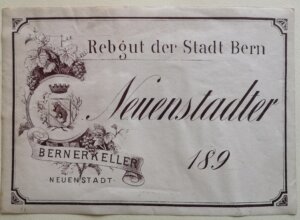 Rebgut der Stadt Bern
Neuenstadter
BERNERKELLER
NEUENSTADT
189